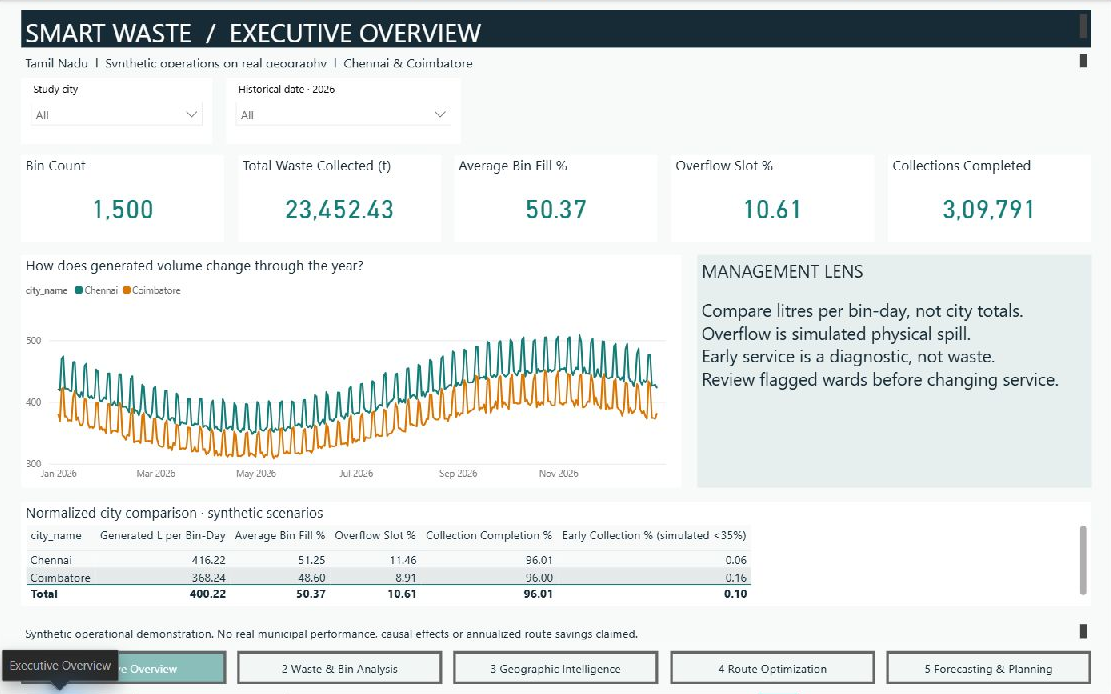 SMART WASTE / EXECUTIVE OVERVIEW
Tamil Nadu | Synthetic operations on real geography | Chennai & Coimbatore
Study city
Historical date · 2026
All
All
Bin Count
Total Waste Collected (t)
Average Bin Fill %
Overflow Slot %
Collections Completed
1,500
23,452.43
50.37
10.61
3,09,791
How does generated volume change through the year?
city_name Chennai Coimbatore
500
400
300
Jan 2026 Mar 2026 May 2026 Jul 2026 Sep 2026 Nov 2026
MANAGEMENT LENS
Compare litres per bin-day, not city totals.
Overflow is simulated physical spill.
Early service is a diagnostic, not waste.
Review flagged wards before changing service.
Normalized city comparison · synthetic scenarios
city_name Generated L per Bin-Day Average Bin Fill % Overflow Slot % Collection Completion % Early Collection % (simulated <35%)
Chennai 416.22 51.25 11.46 96.01 0.06
Coimbatore 368.24 48.60 8.91 96.00 0.16
Total 400.22 50.37 10.61 96.01 0.10
Synthetic operational demonstration. No real municipal performance, causal effects or annualized route savings claimed.
Executive Overview
ve Overview
2 Waste & Bin Analysis
3 Geographic Intelligence
4 Route Optimization
5 Forecasting & Planning